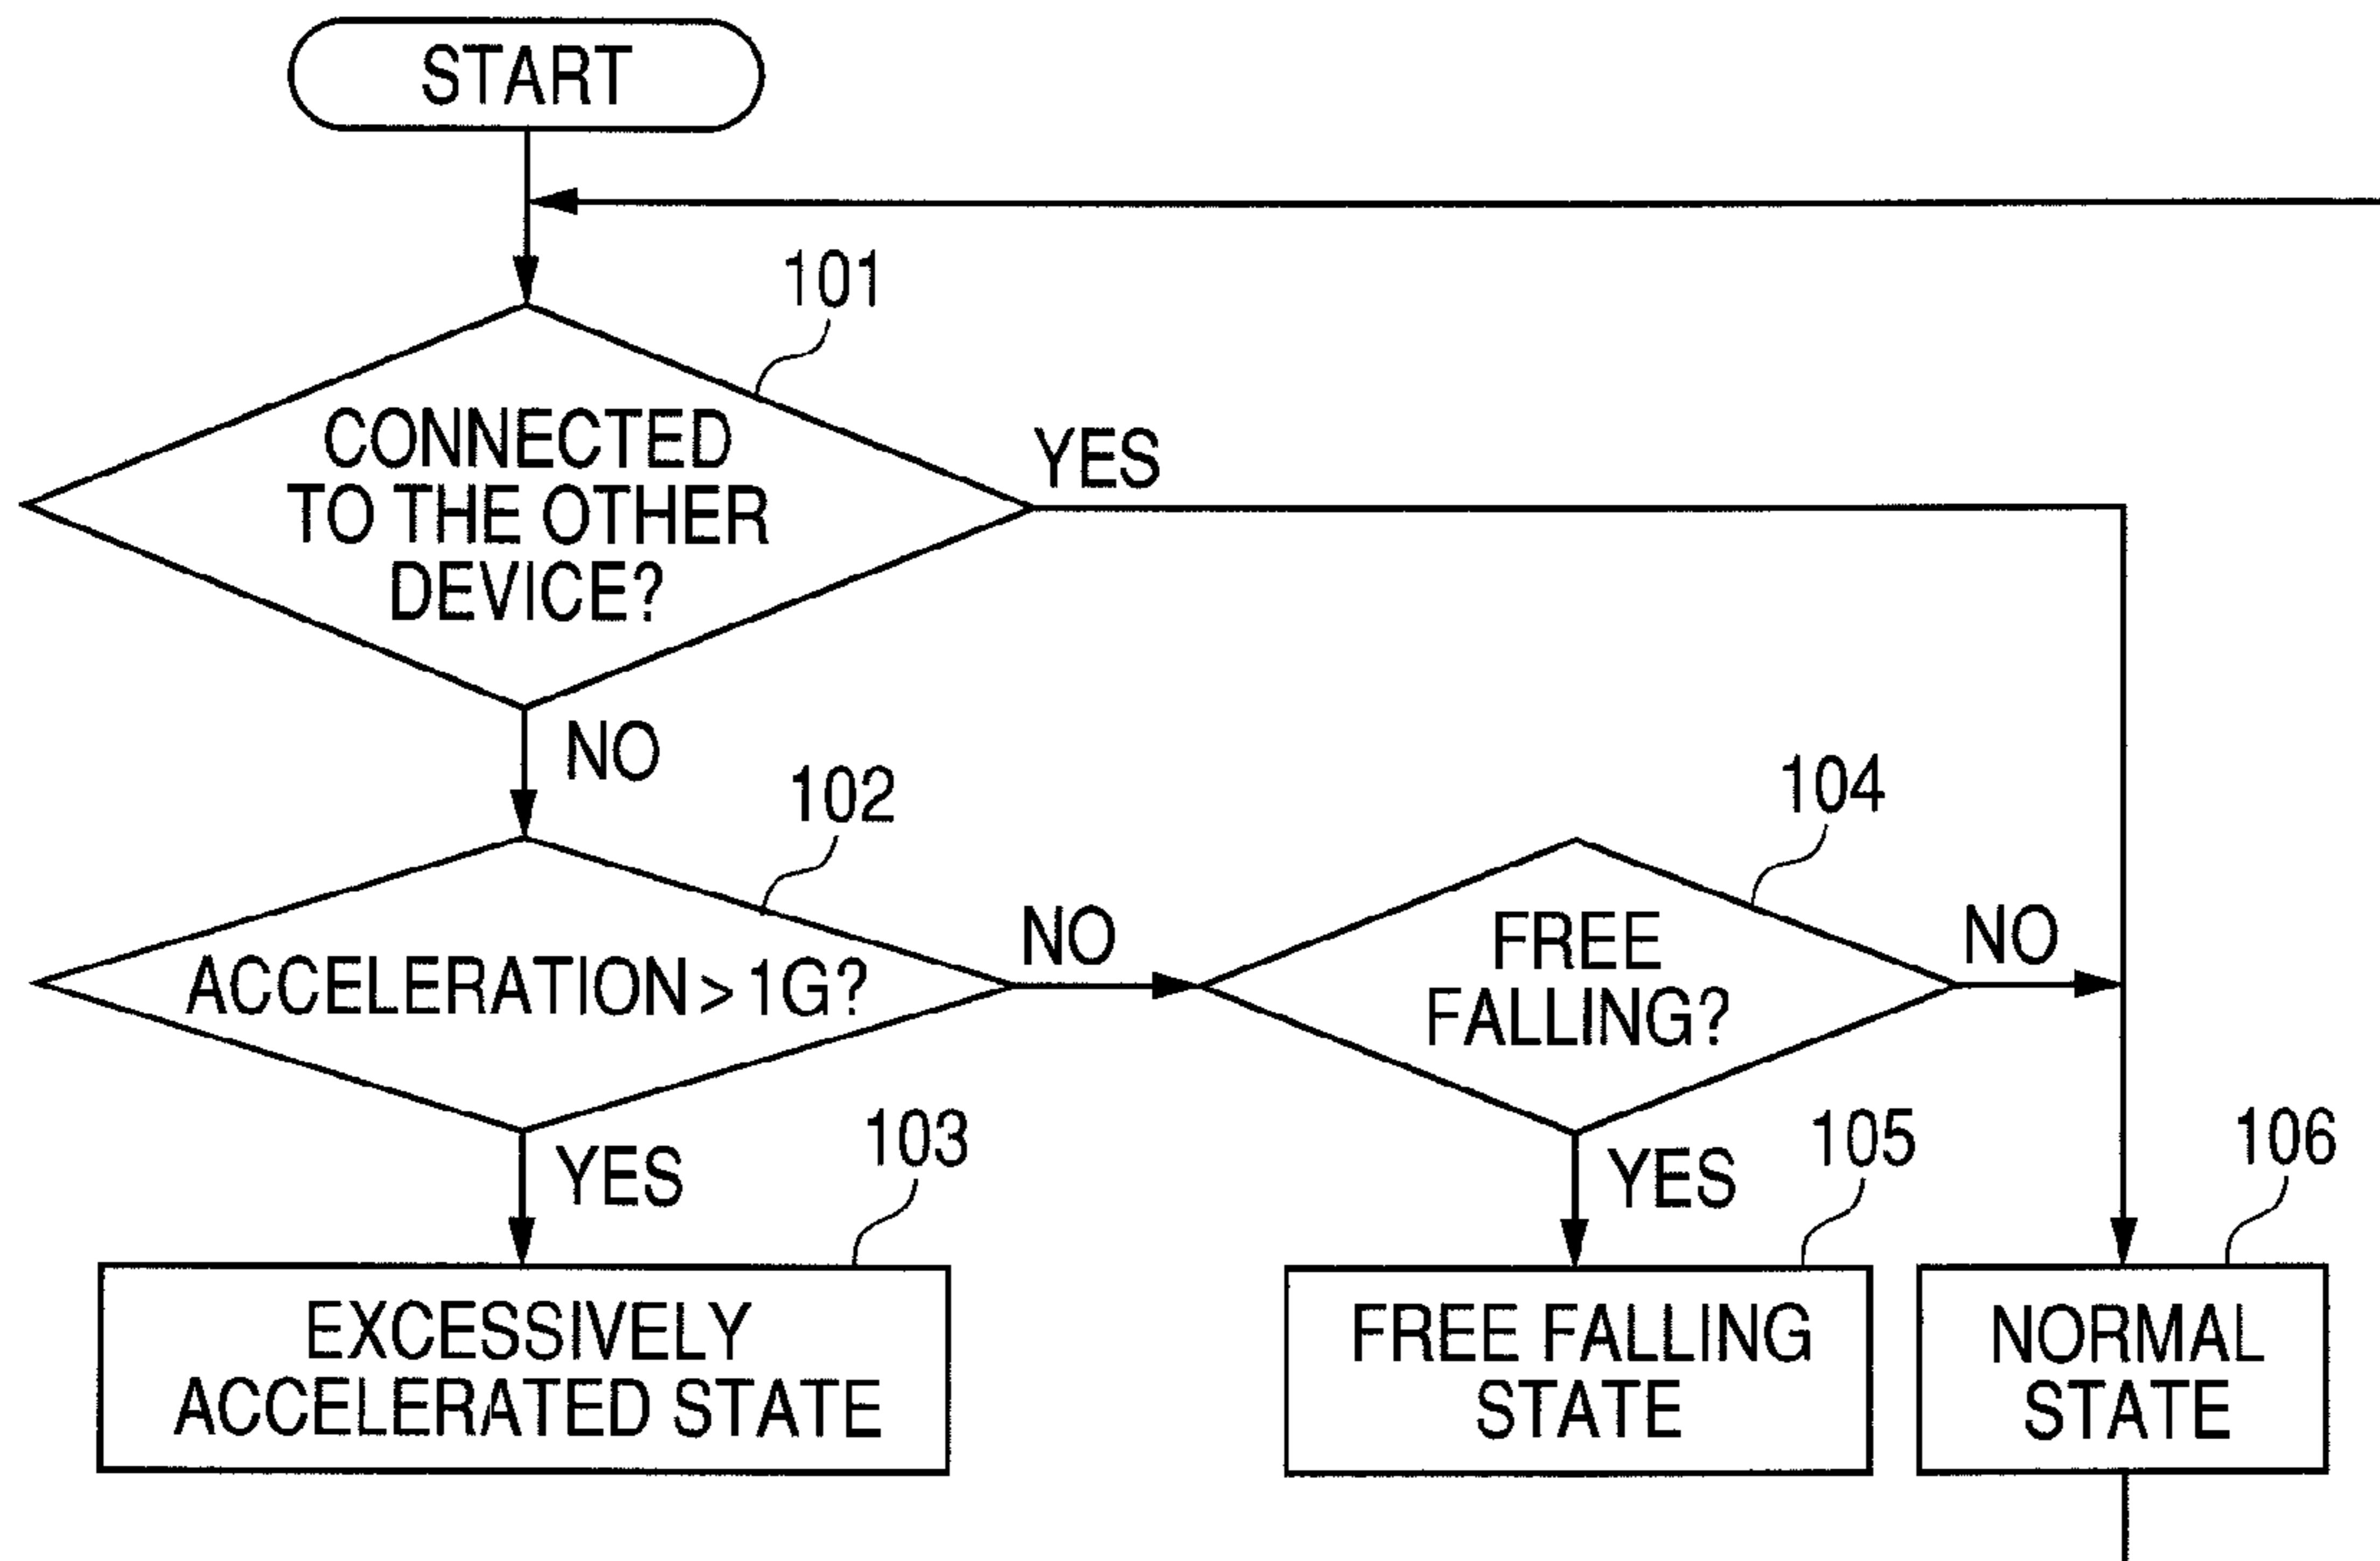 START
101
CONNECTED
TO THE OTHER
DEVICE?
YES
NO
102
ACCELERATION > 1G?
NO
104
FREE
FALLING?
NO
YES
103
EXCESSIVELY
ACCELERATED STATE
YES
105
FREE FALLING
STATE
106
NORMAL
STATE